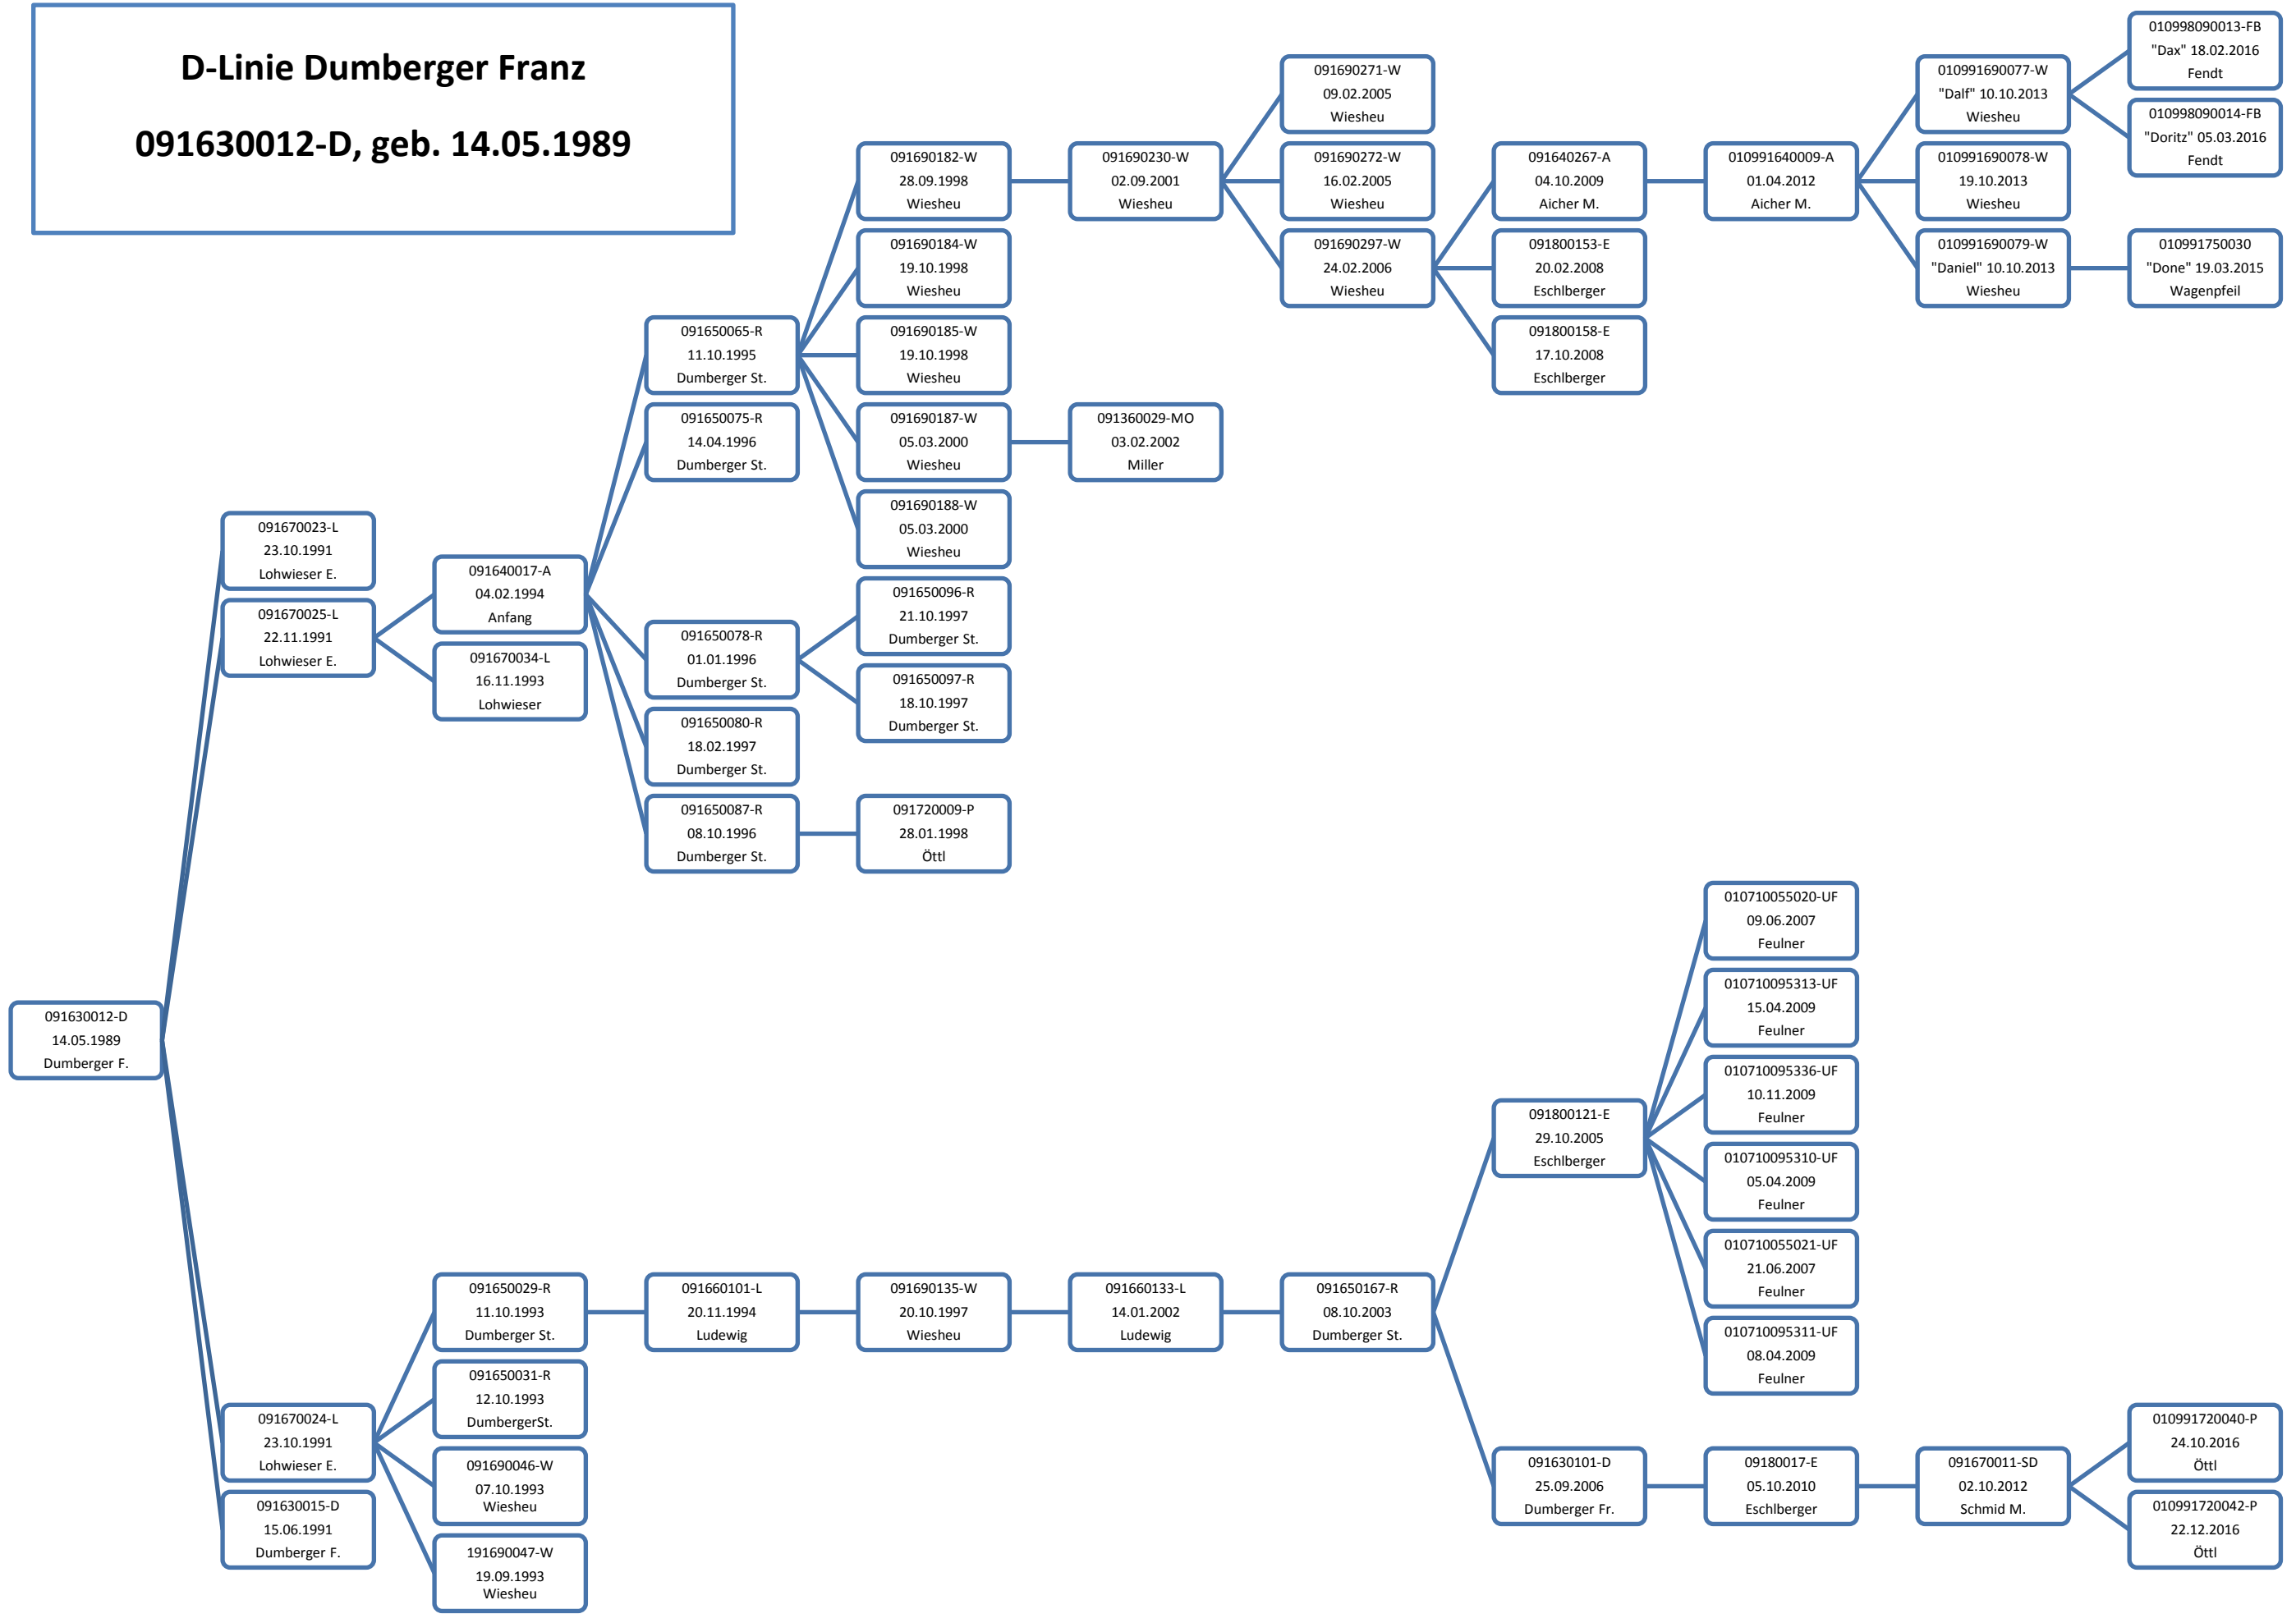 D-Linie Dumberger Franz
091630012-D, geb. 14.05.1989
091630012-D
14.05.1989
Dumberger F.
091670023-L
23.10.1991
Lohwieser E.
091670025-L
22.11.1991
Lohwieser E.
091670024-L
23.10.1991
Lohwieser E.
091630015-D
15.06.1991
Dumberger F.
091640017-A
04.02.1994
Anfang
091670034-L
16.11.1993
Lohwieser
091650029-R
11.10.1993
Dumberger St.
091650031-R
12.10.1993
DumbergerSt.
091690046-W
07.10.1993
Wiesheu
191690047-W
19.09.1993
Wiesheu
091650065-R
11.10.1995
Dumberger St.
091650075-R
14.04.1996
Dumberger St.
091650078-R
01.01.1996
Dumberger St.
091650080-R
18.02.1997
Dumberger St.
091650087-R
08.10.1996
Dumberger St.
091660101-L
20.11.1994
Ludewig
091690182-W
28.09.1998
Wiesheu
091690184-W
19.10.1998
Wiesheu
091690185-W
19.10.1998
Wiesheu
091690187-W
05.03.2000
Wiesheu
091690188-W
05.03.2000
Wiesheu
091650096-R
21.10.1997
Dumberger St.
091650097-R
18.10.1997
Dumberger St.
091720009-P
28.01.1998
Öttl
091690135-W
20.10.1997
Wiesheu
091690230-W
02.09.2001
Wiesheu
091360029-MO
03.02.2002
Miller
091660133-L
14.01.2002
Ludewig
091690271-W
09.02.2005
Wiesheu
091690272-W
16.02.2005
Wiesheu
091690297-W
24.02.2006
Wiesheu
091650167-R
08.10.2003
Dumberger St.
091640267-A
04.10.2009
Aicher M.
091800153-E
20.02.2008
Eschlberger
091800158-E
17.10.2008
Eschlberger
091800121-E
29.10.2005
Eschlberger
091630101-D
25.09.2006
Dumberger Fr.
010991640009-A
01.04.2012
Aicher M.
010710055020-UF
09.06.2007
Feulner
010710095313-UF
15.04.2009
Feulner
010710095336-UF
10.11.2009
Feulner
010710095310-UF
05.04.2009
Feulner
010710055021-UF
21.06.2007
Feulner
010710095311-UF
08.04.2009
Feulner
09180017-E
05.10.2010
Eschlberger
010991690077-W
"Dalf" 10.10.2013
Wiesheu
010991690078-W
19.10.2013
Wiesheu
010991690079-W
"Daniel" 10.10.2013
Wiesheu
091670011-SD
02.10.2012
Schmid M.
010998090013-FB
"Dax" 18.02.2016
Fendt
010998090014-FB
"Doritz" 05.03.2016
Fendt
010991750030
"Done" 19.03.2015
Wagenpfeil
010991720040-P
24.10.2016
Öttl
010991720042-P
22.12.2016
Öttl